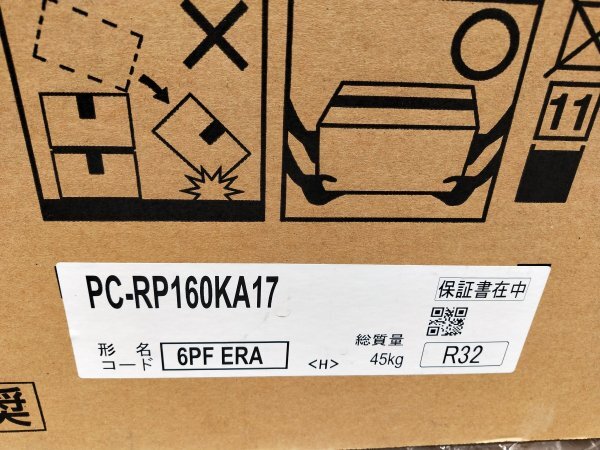 11
PC-RP160KA17
保証書在中
形名
コード
6PF ERA
<H>
総質量
45kg
R32
奨